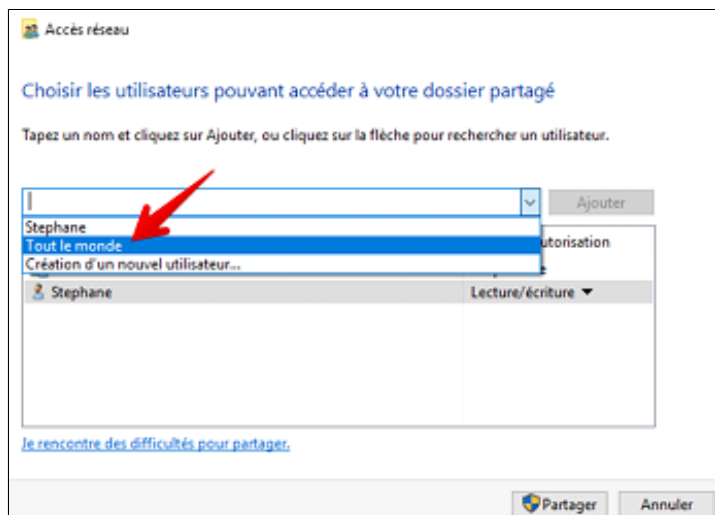 Accès réseau
Choisir les utilisateurs pouvant accéder à votre dossier partagé
Tapez un nom et cliquez sur Ajouter, ou cliquez sur la flèche pour rechercher un utilisateur.
Ajouter
Stephane
Tout le monde
utorisation
Création d'un nouvel utilisateur...
Stephane Lecture/écriture
Je rencontre des difficultés pour partager.
Partager Annuler